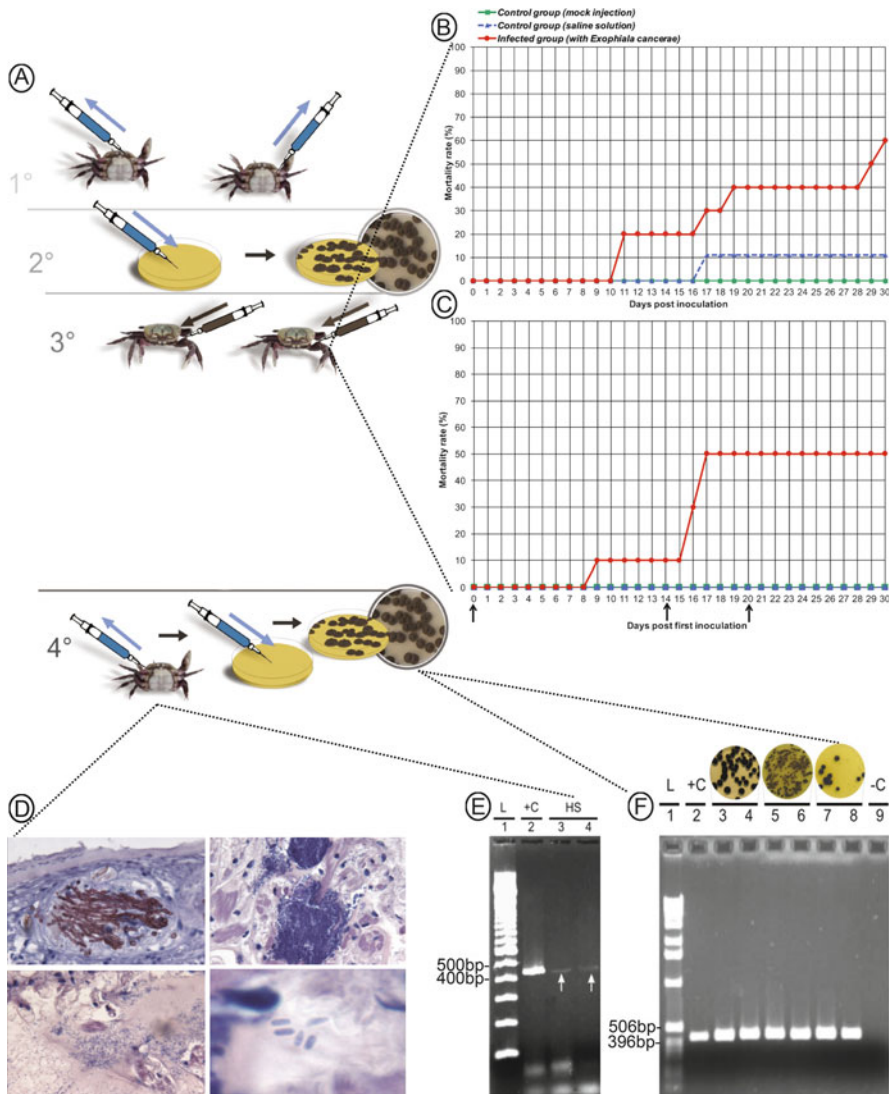 A
1°
2°
3°
4°
B
Control group (mock injection)
Control group (saline solution)
Infected group (with Exophiala cancerae)
Mortality rate (%)
100
90
80
70
60
50
40
30
20
10
0
0 1 2 3 4 5 6 7 8 9 10 11 12 13 14 15 16 17 18 19 20 21 22 23 24 25 26 27 28 29 30
Days post inoculation
C
Mortality rate (%)
100
90
80
70
60
50
40
30
20
10
0
0 1 2 3 4 5 6 7 8 9 10 11 12 13 14 15 16 17 18 19 20 21 22 23 24 25 26 27 28 29 30
Days post first inoculation
D
E
L +C HS
1 2 3 4
500bp
400bp
F
L +C -C
1 2 3 4 5 6 7 8 9
506bp
396bp